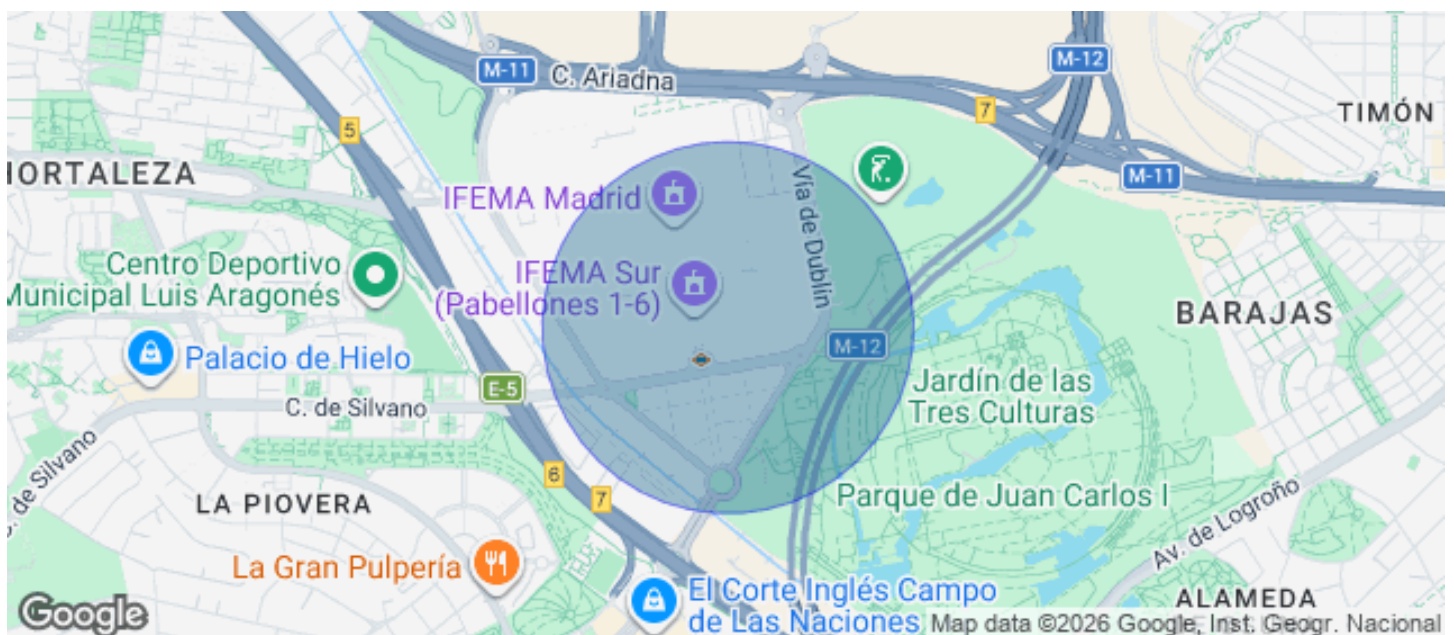 M-11
C. Ariadna
M-12
7
TIMÓN
5
HORTALEZA
M-11
IFEMA Madrid
Vía de Dublin
Centro Deportivo
Municipal Luis Aragonés
IFEMA Sur
(Pabellones 1-6)
BARAJAS
Palacio de Hielo
M-12
E-5
Jardín de las
Tres Culturas
C. de Silvano
C. de Silvano
6
7
LA PIOVERA
Parque de Juan Carlos I
Av. de Logroño
La Gran Pulpería
El Corte Inglés Campo
de Las Naciones
ALAMEDA
Google
Map data ©2026 Google, Inst. Geogr. Nacional